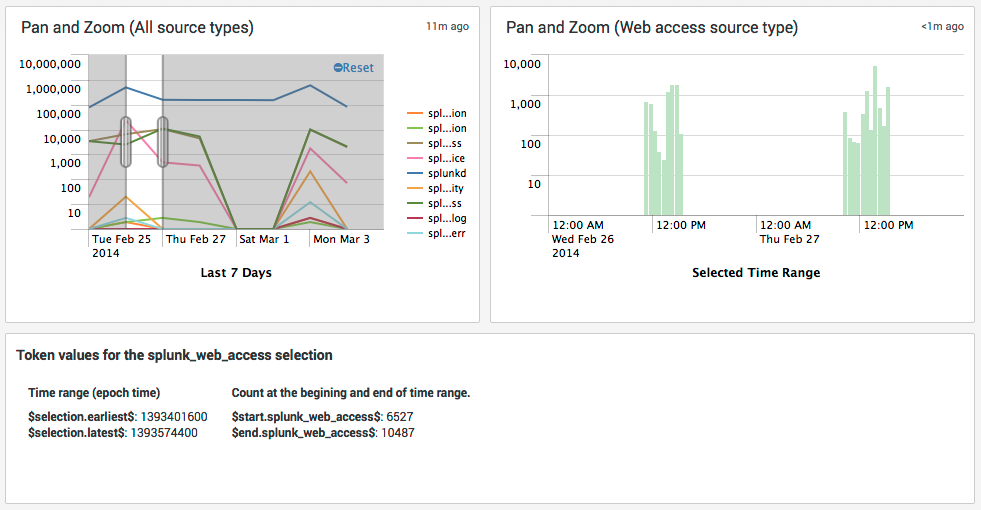 Pan and Zoom (All source types)
11m ago
10,000,000
1,000,000
100,000
10,000
1,000
100
10
Reset
spl...ion
spl...ion
spl...ss
spl...ice
splunkd
spl...ity
spl...ss
spl...log
spl...err
Tue Feb 25
2014
Thu Feb 27
Sat Mar 1
Mon Mar 3
Last 7 Days
Pan and Zoom (Web access source type)
<1m ago
10,000
1,000
100
10
12:00 AM
Wed Feb 26
2014
12:00 PM
12:00 AM
Thu Feb 27
12:00 PM
Selected Time Range
Token values for the splunk_web_access selection
Time range (epoch time)
$selection.earliest$: 1393401600
$selection.latest$: 1393574400
Count at the begining and end of time range.
$start.splunk_web_access$: 6527
$end.splunk_web_access$: 10487